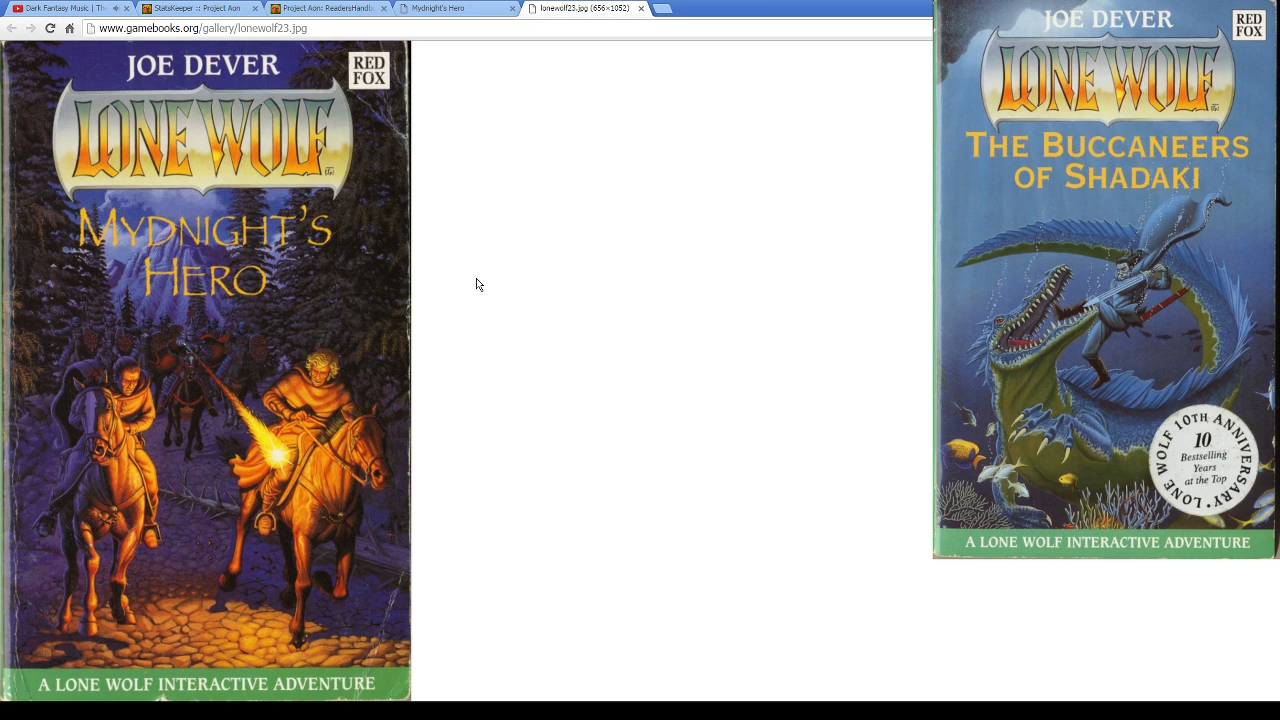 Dark Fantasy Music | The
StatsKeeper :: Project Aon
Project Aon: ReadersHandb
Mydnight's Hero
lonewolf23.jpg (656×1052)
www.gamebooks.org/gallery/lonewolf23.jpg
JOE DEVER
RED
FOX
LONE WOLF
MYDNIGHT'S
HERO
A LONE WOLF INTERACTIVE ADVENTURE
JOE DEVER
RED
FOX
LONE WOLF
THE BUCCANEERS
OF SHADAKI
LONE WOLF 10TH ANNIVERSARY •
10
Bestselling
Years
at the Top
A LONE WOLF INTERACTIVE ADVENTURE